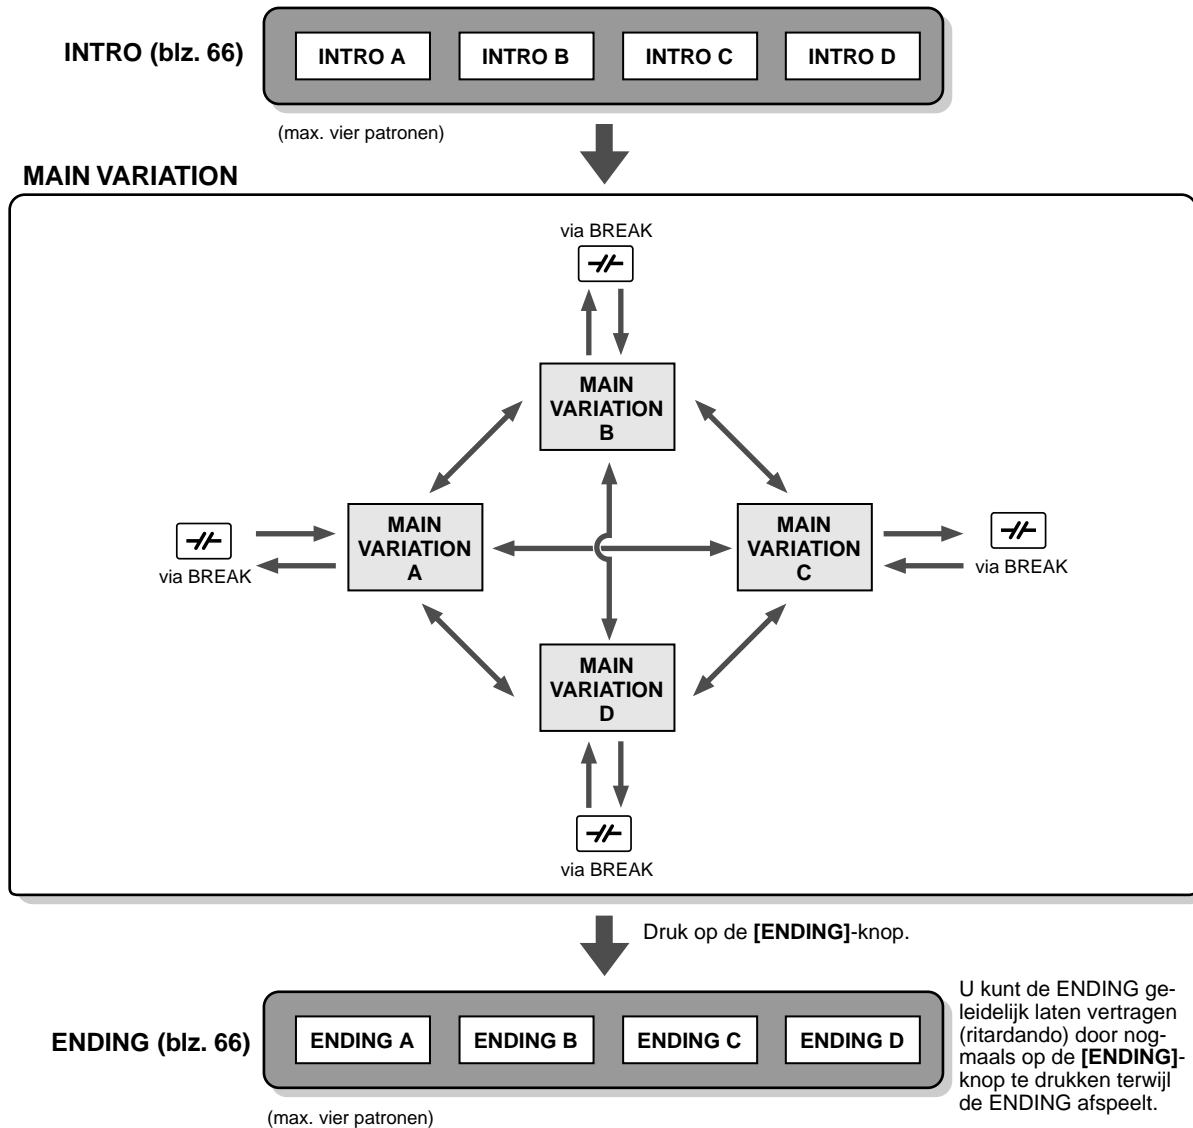 INTRO (blz. 66)
INTRO A
INTRO B
INTRO C
INTRO D
(max. vier patronen)
MAIN VARIATION
via BREAK
MAIN
VARIATION
B
via BREAK
MAIN
VARIATION
A
MAIN
VARIATION
C
via BREAK
MAIN
VARIATION
D
via BREAK
Druk op de [ENDING]-knop.
ENDING (blz. 66)
ENDING A
ENDING B
ENDING C
ENDING D
(max. vier patronen)
U kunt de ENDING ge-
leidelijk laten vertragen
(ritardando) door nog-
maals op de [ENDING]-
knop te drukken terwijl
de ENDING afspeelt.